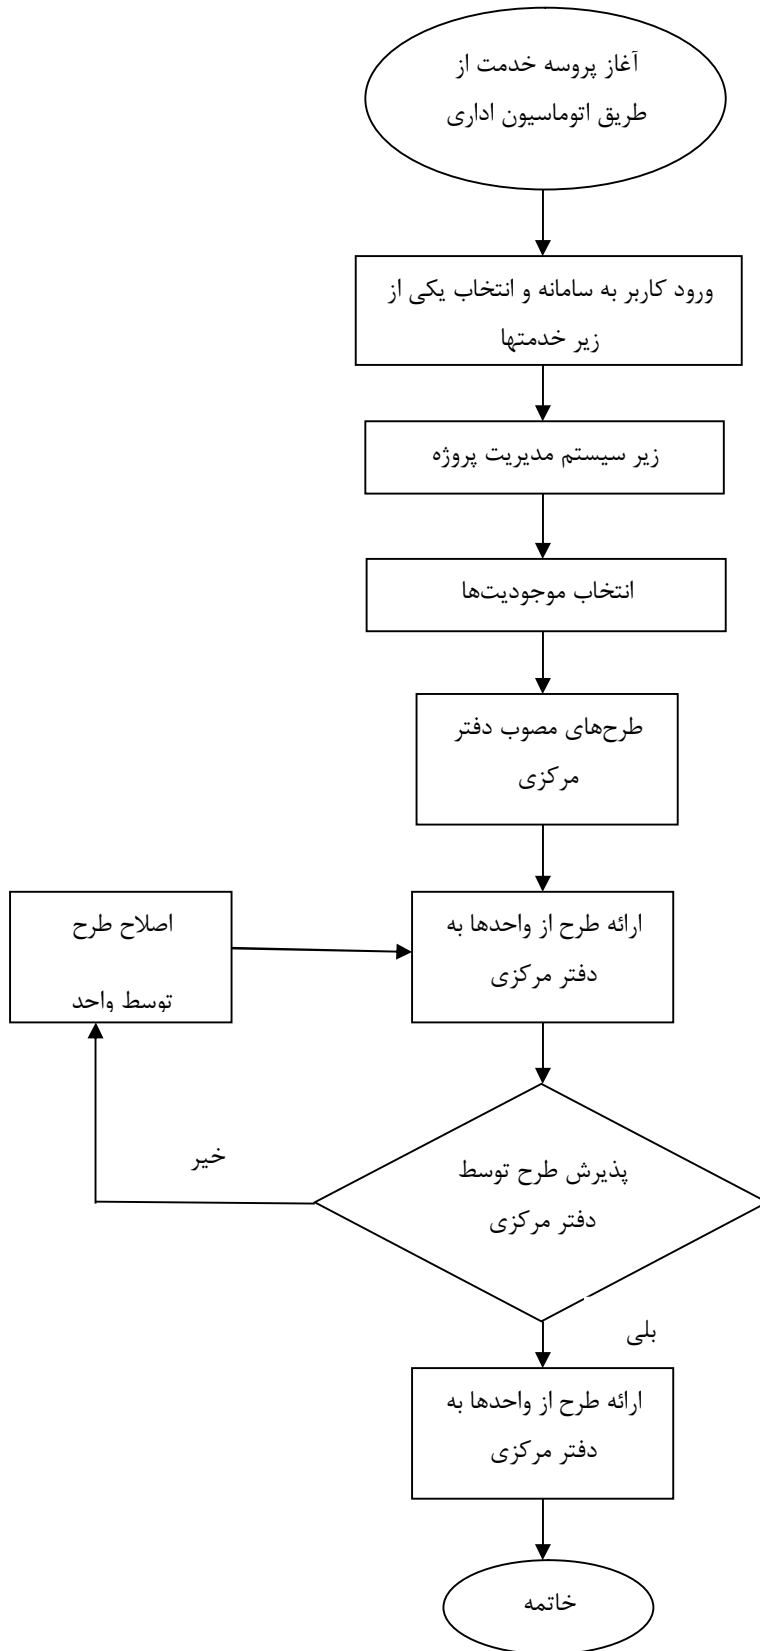 آغاز پروسه خدمت از
طریق اتوماسیون اداری
ورود کاربر به سامانه و انتخاب یکی از
زیر خدمتها
زیر سیستم مدیریت پروژه
انتخاب موجودیت‌ها
طرح‌های مصوب دفتر
مرکزی
ارائه طرح از واحدها به
دفتر مرکزی
اصلاح طرح
توسط واحد
پذیرش طرح توسط
دفتر مرکزی
خیر
بلی
ارائه طرح از واحدها به
دفتر مرکزی
خاتمه